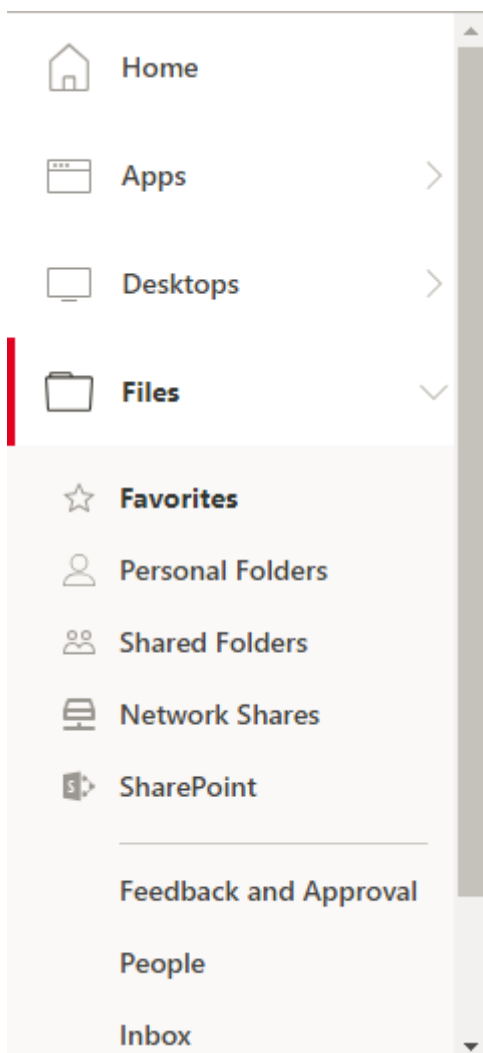 Home
Apps
Desktops
Files
Favorites
Personal Folders
Shared Folders
Network Shares
SharePoint
Feedback and Approval
People
Inbox